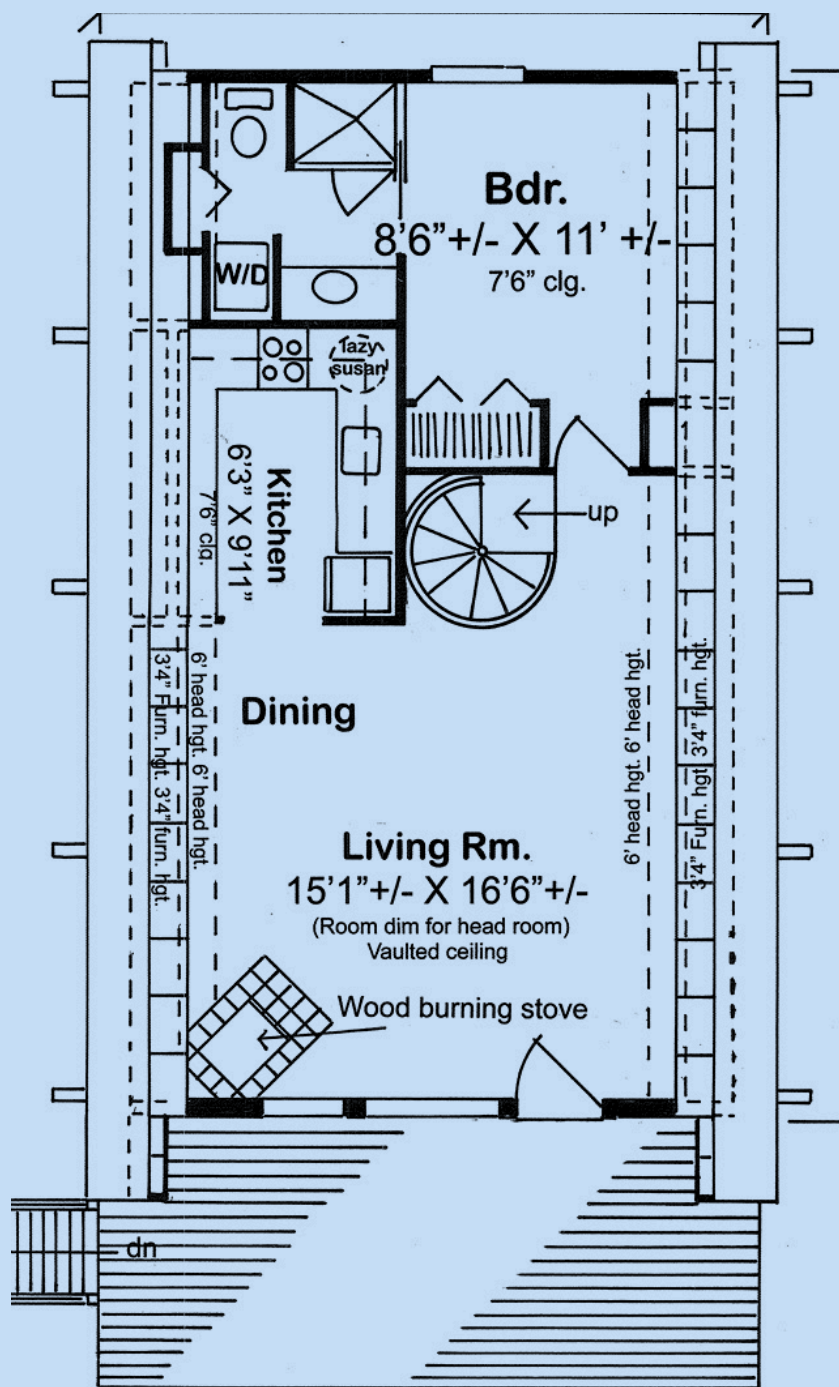 Bdr.
8'6"+/- X 11' +/-
7'6" clg.
W/D
lazy
susan
Kitchen
6'3" X 9'11"
7'6" clg.
up
Dining
3'4" Furn. hgt. 3'4" furn. hgt.
6' head hgt. 6' head hgt.
6' head hgt. 6' head hgt.
3'4" Furn. hgt. 3'4" furn. hgt.
Living Rm.
15'1"+/- X 16'6"+/-
(Room dim for head room)
Vaulted ceiling
Wood burning stove
dn